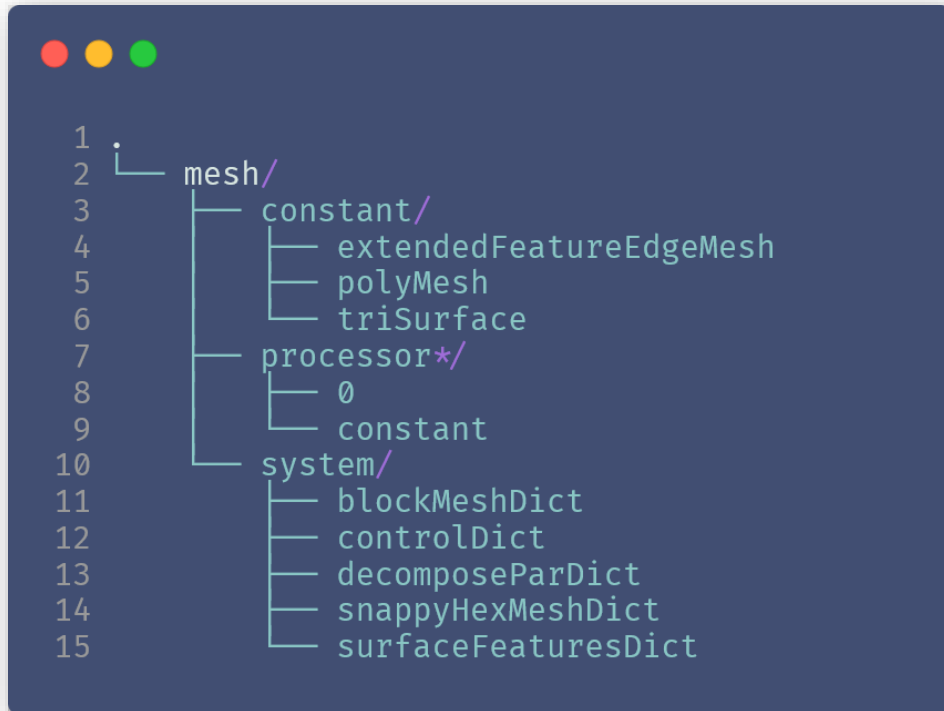 1 .
2 └── mesh/
3     ├── constant/
4     │   ├── extendedFeatureEdgeMesh
5     │   ├── polyMesh
6     │   └── triSurface
7     ├── processor*/
8     │   ├── 0
9     │   └── constant
10     └── system/
11         ├── blockMeshDict
12         ├── controlDict
13         ├── decomposeParDict
14         ├── snappyHexMeshDict
15         └── surfaceFeaturesDict